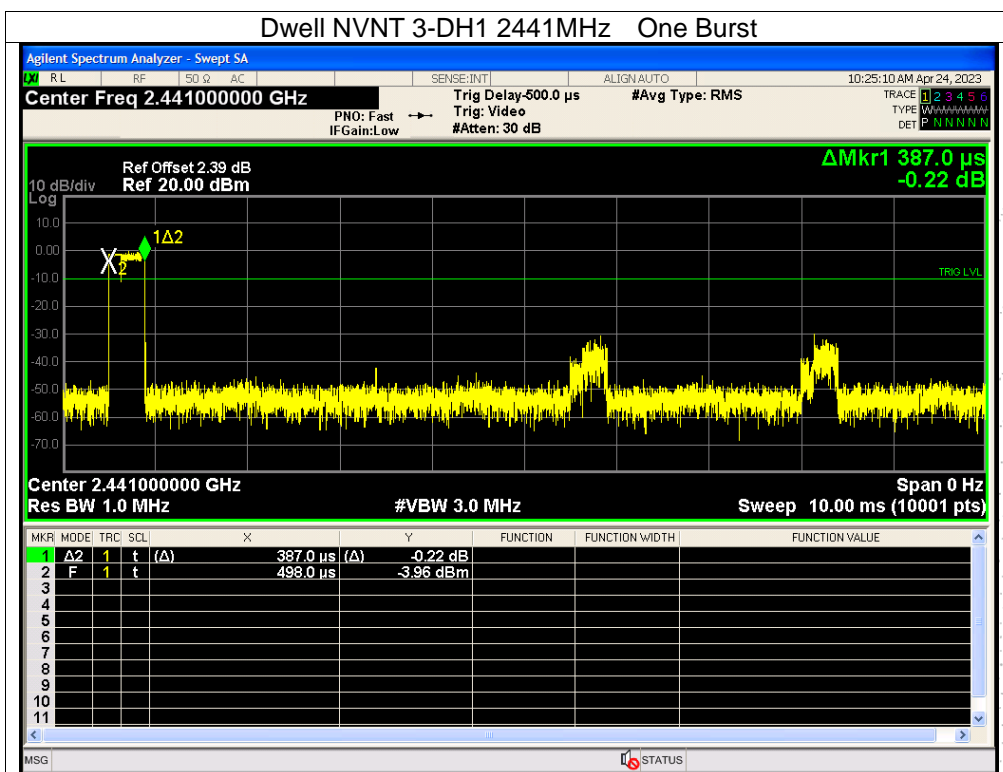 Dwell NVNT 3-DH1 2441MHz One Burst
Agilent Spectrum Analyzer - Swept SA
LXI RL RF 50 Ω AC SENSE:INT ALIGN AUTO 10:25:10 AM Apr 24, 2023
Center Freq 2.441000000 GHz
PNO: Fast
IFGain:Low
Trig Delay-500.0 µs
Trig: Video
#Atten: 30 dB
#Avg Type: RMS
TRACE 1 2 3 4 5 6
TYPE WWWWWW
DET P N N N N N
ΔMkr1 387.0 µs
-0.22 dB
Ref Offset 2.39 dB
10 dB/div Ref 20.00 dBm
Log
10.0
0.00
-10.0
-20.0
-30.0
-40.0
-50.0
-60.0
-70.0
1Δ2
X2
TRIG LVL
Center 2.441000000 GHz Span 0 Hz
Res BW 1.0 MHz #VBW 3.0 MHz Sweep 10.00 ms (10001 pts)
MKR MODE TRC SCL X Y FUNCTION FUNCTION WIDTH FUNCTION VALUE
1 Δ2 1 t (Δ) 387.0 µs (Δ) -0.22 dB
2 F 1 t 498.0 µs -3.96 dBm
3
4
5
6
7
8
9
10
11
MSG STATUS